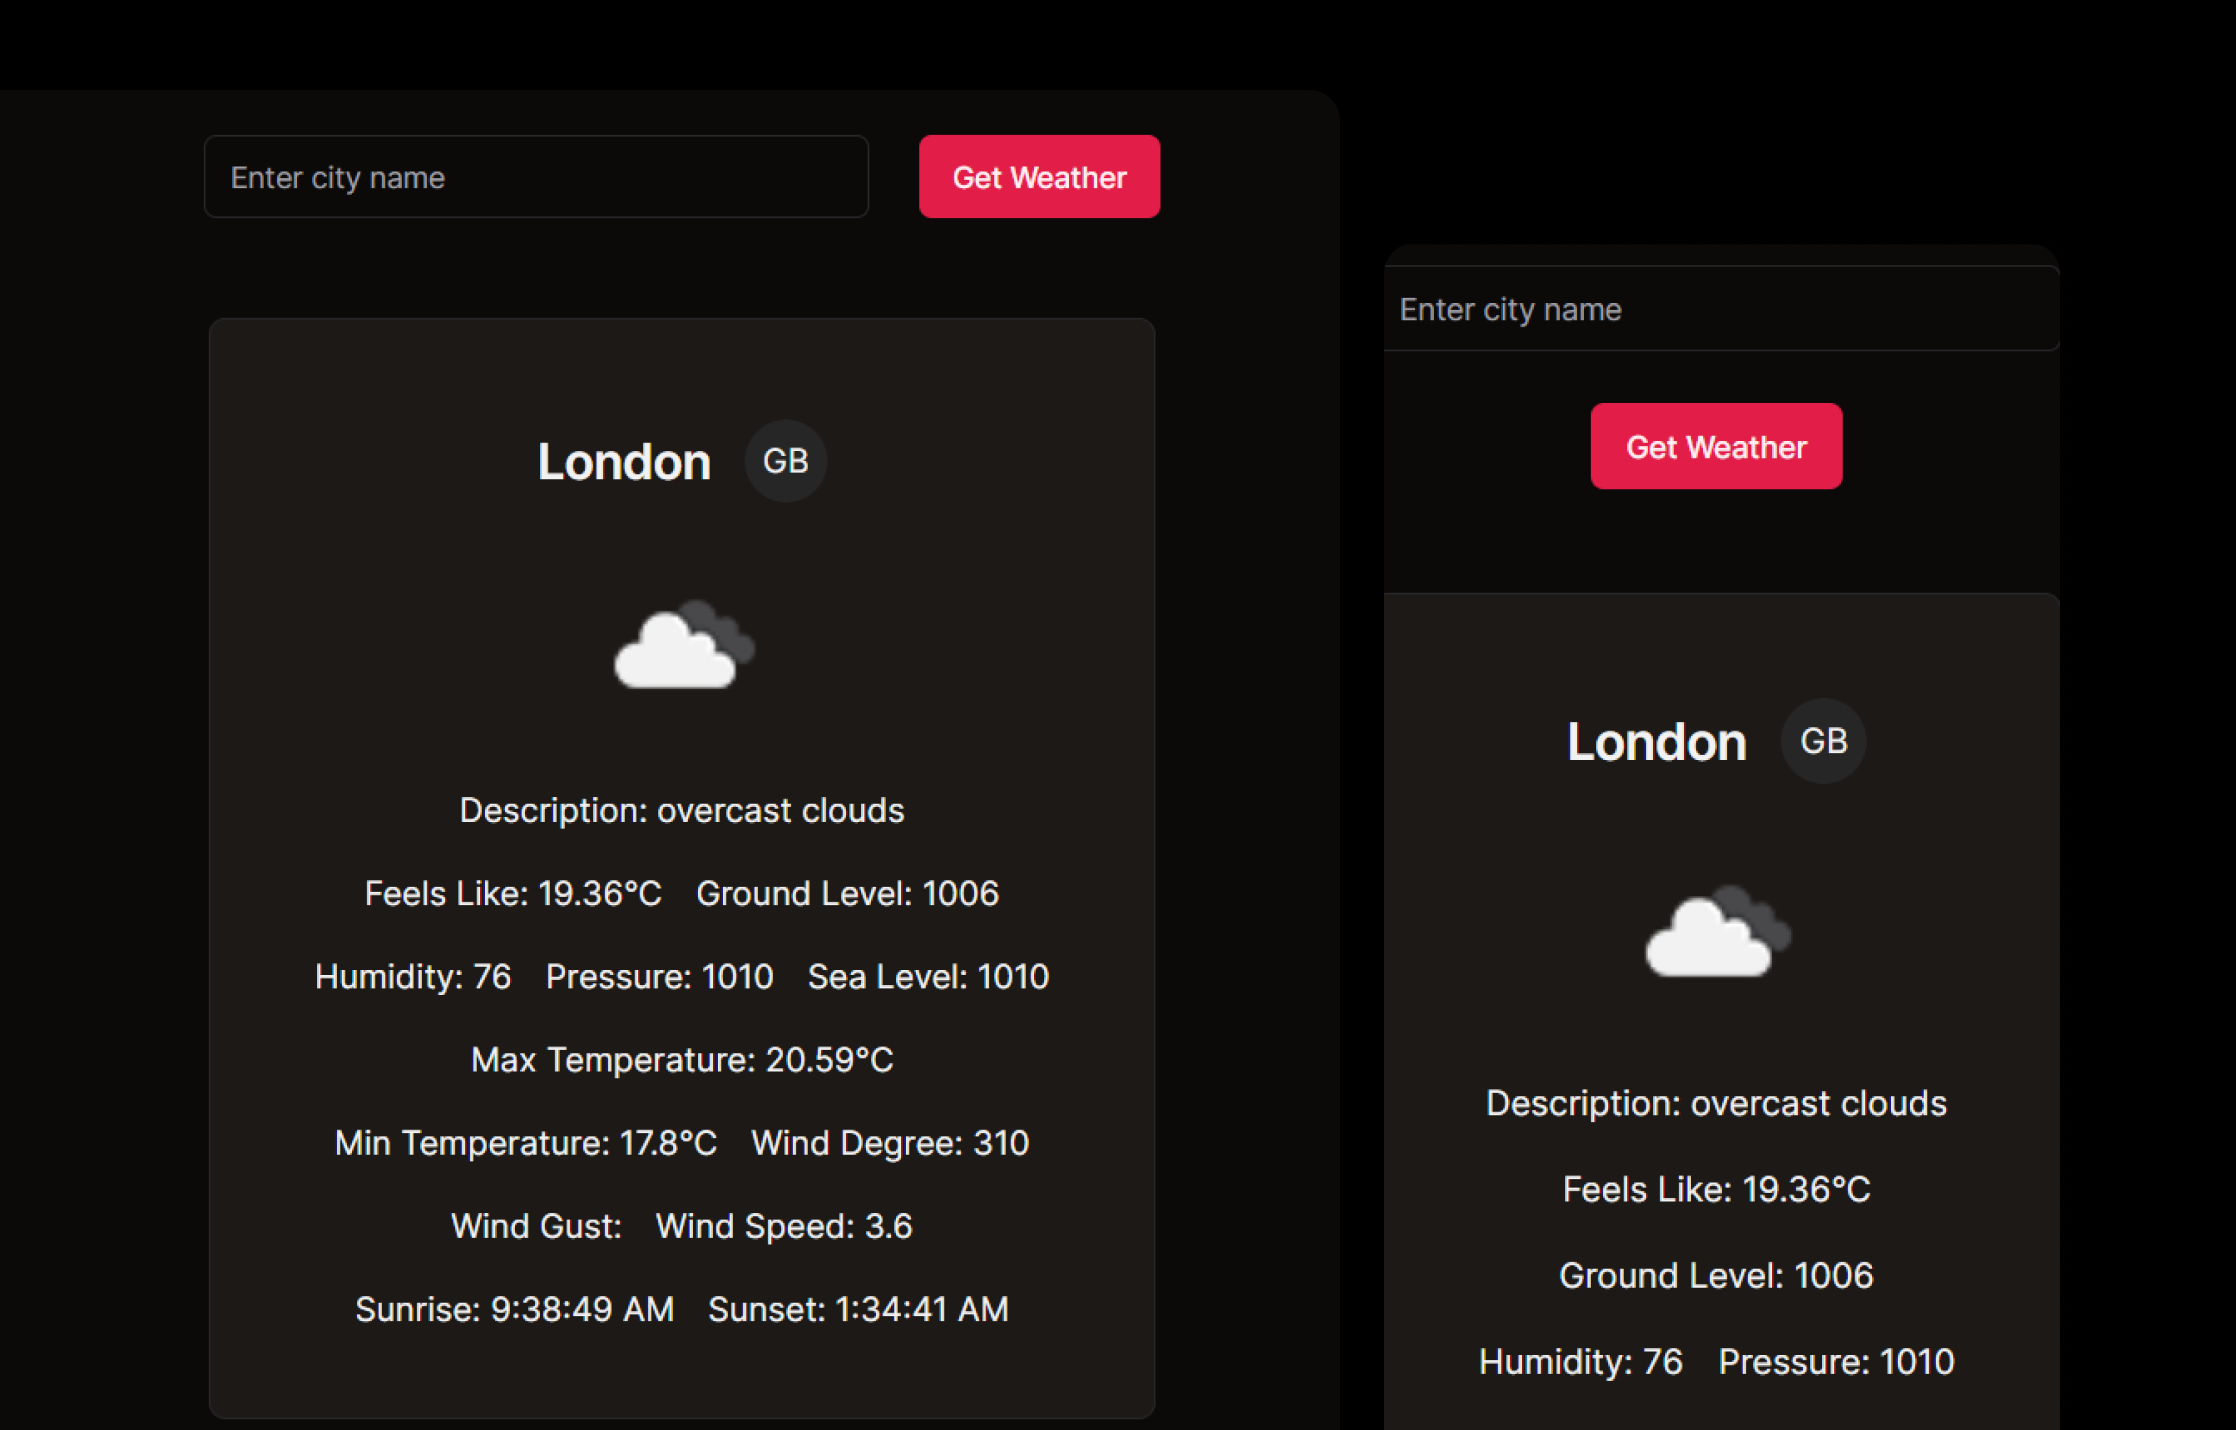 Enter city name
Get Weather
London GB
Description: overcast clouds
Feels Like: 19.36°C Ground Level: 1006
Humidity: 76 Pressure: 1010 Sea Level: 1010
Max Temperature: 20.59°C
Min Temperature: 17.8°C Wind Degree: 310
Wind Gust: Wind Speed: 3.6
Sunrise: 9:38:49 AM Sunset: 1:34:41 AM
Enter city name
Get Weather
London GB
Description: overcast clouds
Feels Like: 19.36°C
Ground Level: 1006
Humidity: 76 Pressure: 1010